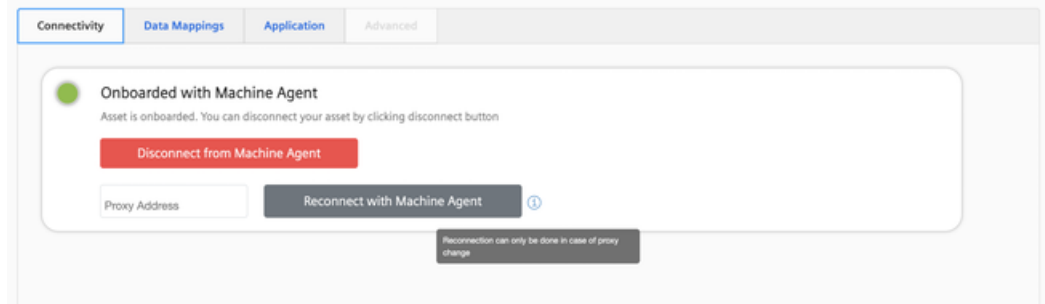 Connectivity
Data Mappings
Application
Advanced
Onboarded with Machine Agent
Asset is onboarded. You can disconnect your asset by clicking disconnect button
Disconnect from Machine Agent
Proxy Address
Reconnect with Machine Agent
Reconnection can only be done in case of proxy
change